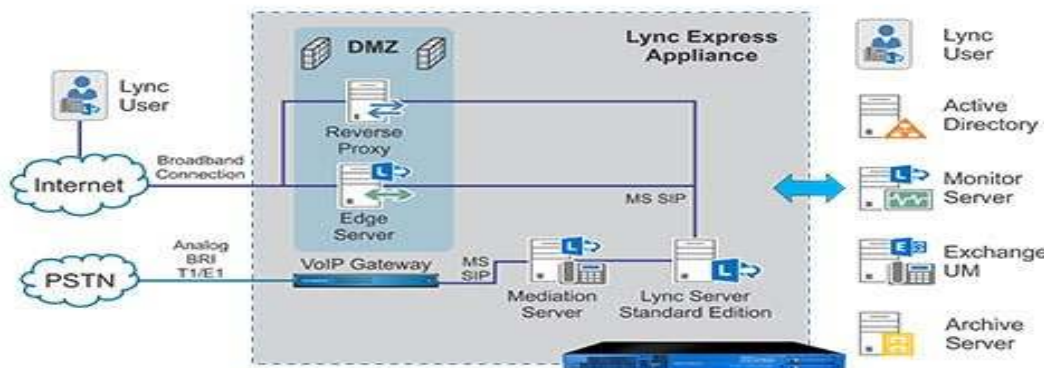 DMZ
Lync Express
Appliance
Lync
User
Reverse
Proxy
Internet
Broadband
Connection
Edge
Server
MS SIP
PSTN
Analog
BRI
T1/E1
VoIP Gateway
MS
SIP
Mediation
Server
Lync Server
Standard Edition
Lync
User
Active
Directory
Monitor
Server
Exchange
UM
Archive
Server